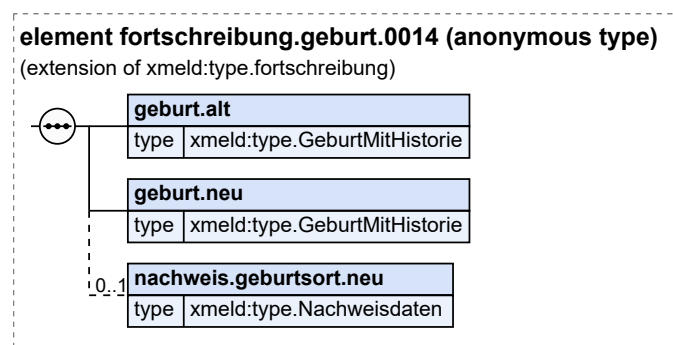 element fortschreibung.geburt.0014 (anonymous type)
(extension of xmeld:type.fortschreibung)
geburt.alt
type xmeld:type.GeburtMitHistorie
geburt.neu
type xmeld:type.GeburtMitHistorie
0..1 nachweis.geburtsort.neu
type xmeld:type.Nachweisdaten